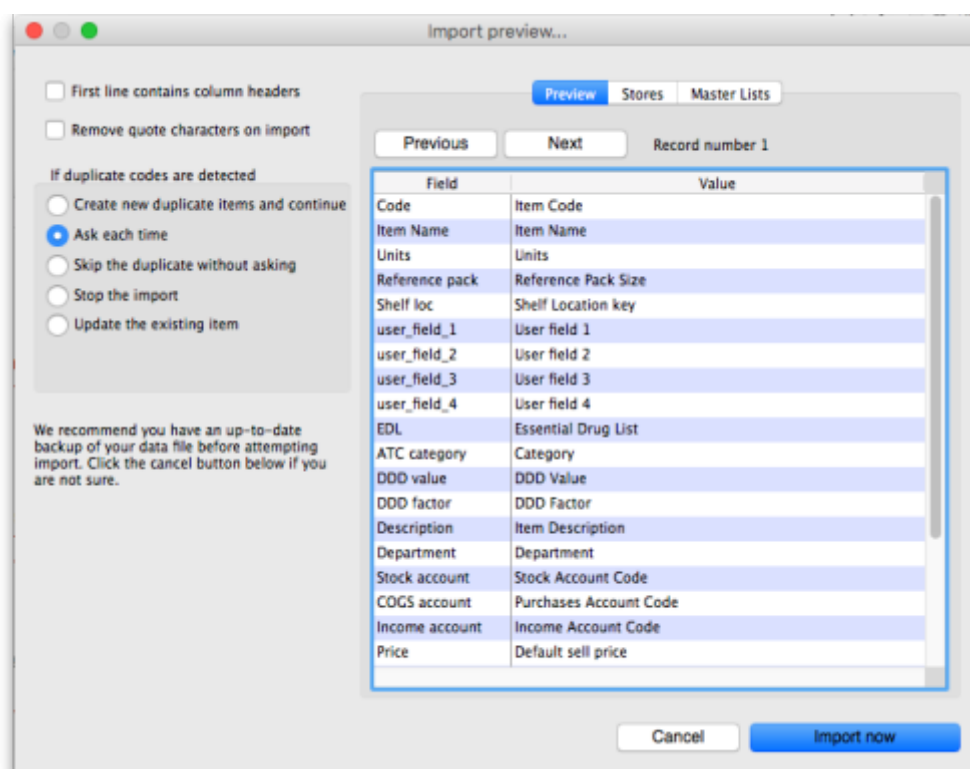 Import preview...
First line contains column headers
Remove quote characters on import
If duplicate codes are detected
Create new duplicate items and continue
Ask each time
Skip the duplicate without asking
Stop the import
Update the existing item
We recommend you have an up-to-date
backup of your data file before attempting
import. Click the cancel button below if you
are not sure.
Preview Stores Master Lists
Previous Next Record number 1
Field Value
Code Item Code
Item Name Item Name
Units Units
Reference pack Reference Pack Size
Shelf loc Shelf Location key
user_field_1 User field 1
user_field_2 User field 2
user_field_3 User field 3
user_field_4 User field 4
EDL Essential Drug List
ATC category Category
DDD value DDD Value
DDD factor DDD Factor
Description Item Description
Department Department
Stock account Stock Account Code
COGS account Purchases Account Code
Income account Income Account Code
Price Default sell price
Cancel Import now